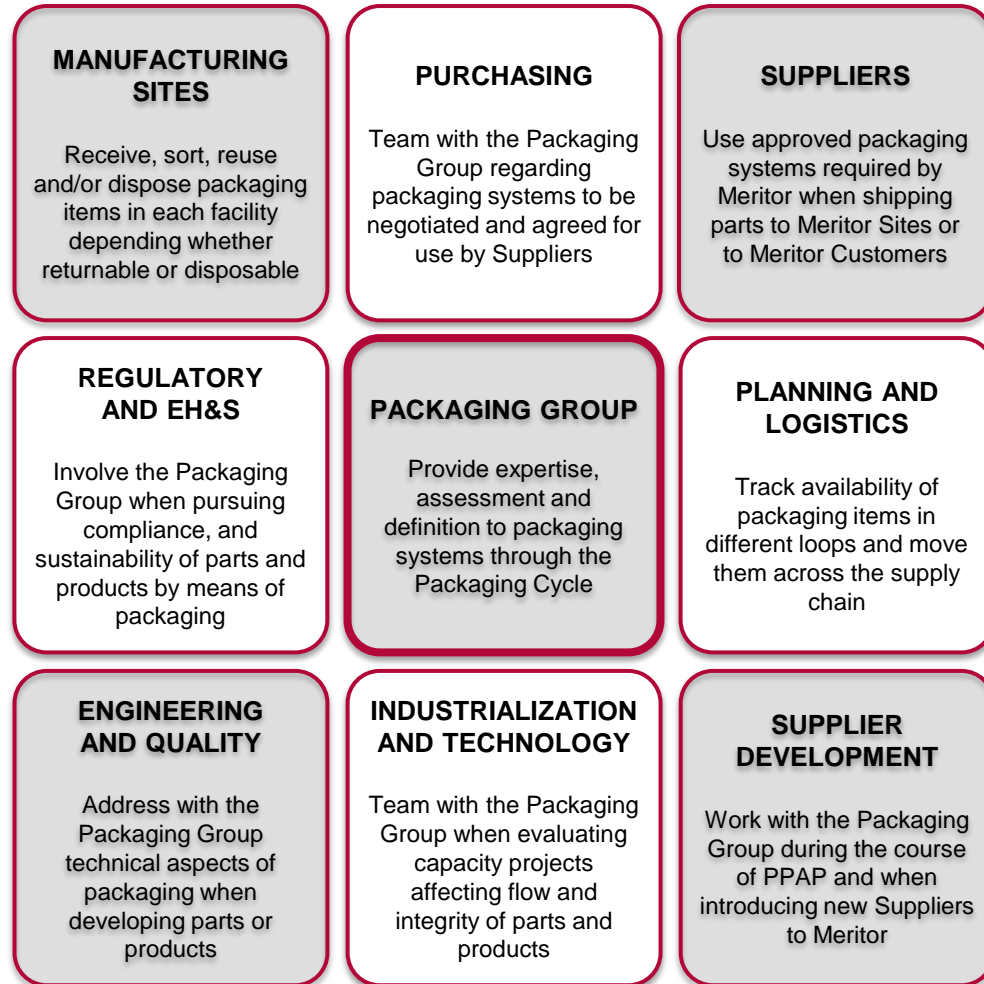 MANUFACTURING
SITES
Receive, sort, reuse
and/or dispose packaging
items in each facility
depending whether
returnable or disposable
PURCHASING
Team with the Packaging
Group regarding
packaging systems to be
negotiated and agreed for
use by Suppliers
SUPPLIERS
Use approved packaging
systems required by
Meritor when shipping
parts to Meritor Sites or
to Meritor Customers
REGULATORY
AND EH&S
Involve the Packaging
Group when pursuing
compliance, and
sustainability of parts and
products by means of
packaging
PACKAGING GROUP
Provide expertise,
assessment and
definition to packaging
systems through the
Packaging Cycle
PLANNING AND
LOGISTICS
Track availability of
packaging items in
different loops and move
them across the supply
chain
ENGINEERING
AND QUALITY
Address with the
Packaging Group
technical aspects of
packaging when
developing parts or
products
INDUSTRIALIZATION
AND TECHNOLOGY
Team with the Packaging
Group when evaluating
capacity projects
affecting flow and
integrity of parts and
products
SUPPLIER
DEVELOPMENT
Work with the Packaging
Group during the course
of PPAP and when
introducing new Suppliers
to Meritor